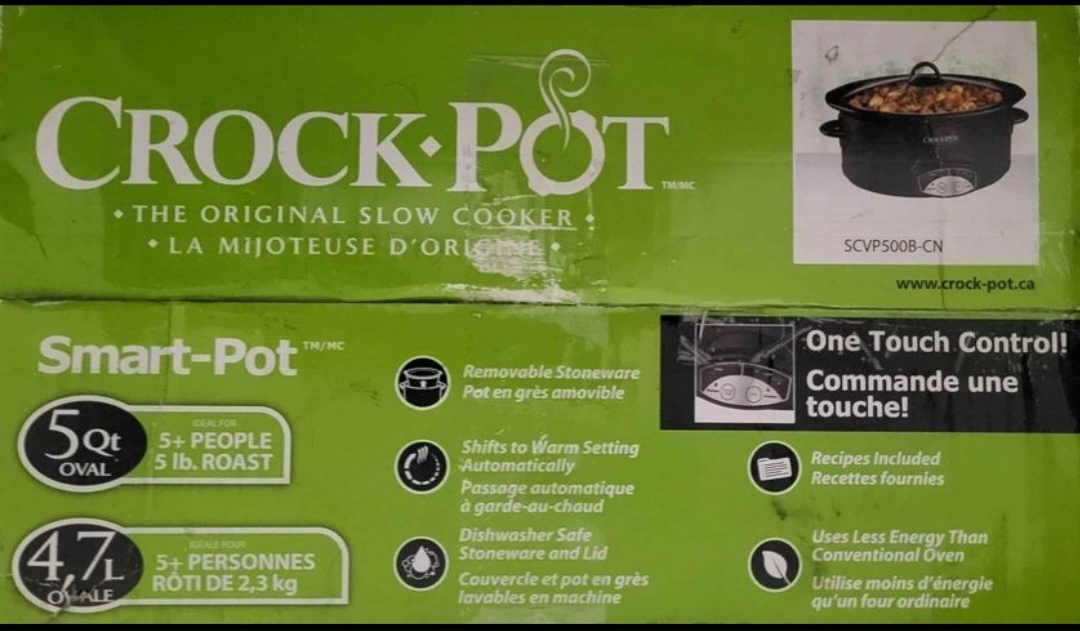 CROCK•POT TM/MC
• THE ORIGINAL SLOW COOKER •
• LA MIJOTEUSE D'ORIGINE •
CROCK•POT
SCVP500B-CN
www.crock-pot.ca
Smart-Pot TM/MC
5Qt
OVAL
IDEAL FOR
5+ PEOPLE
5 lb. ROAST
4,7L
OVALE
IDÉALE POUR
5+ PERSONNES
RÔTI DE 2,3 kg
Removable Stoneware
Pot en grès amovible
Shifts to Warm Setting
Automatically
Passage automatique
à garde-au-chaud
Dishwasher Safe
Stoneware and Lid
Couvercle et pot en grès
lavables en machine
One Touch Control!
Commande une
touche!
Recipes Included
Recettes fournies
Uses Less Energy Than
Conventional Oven
Utilise moins d'énergie
qu'un four ordinaire